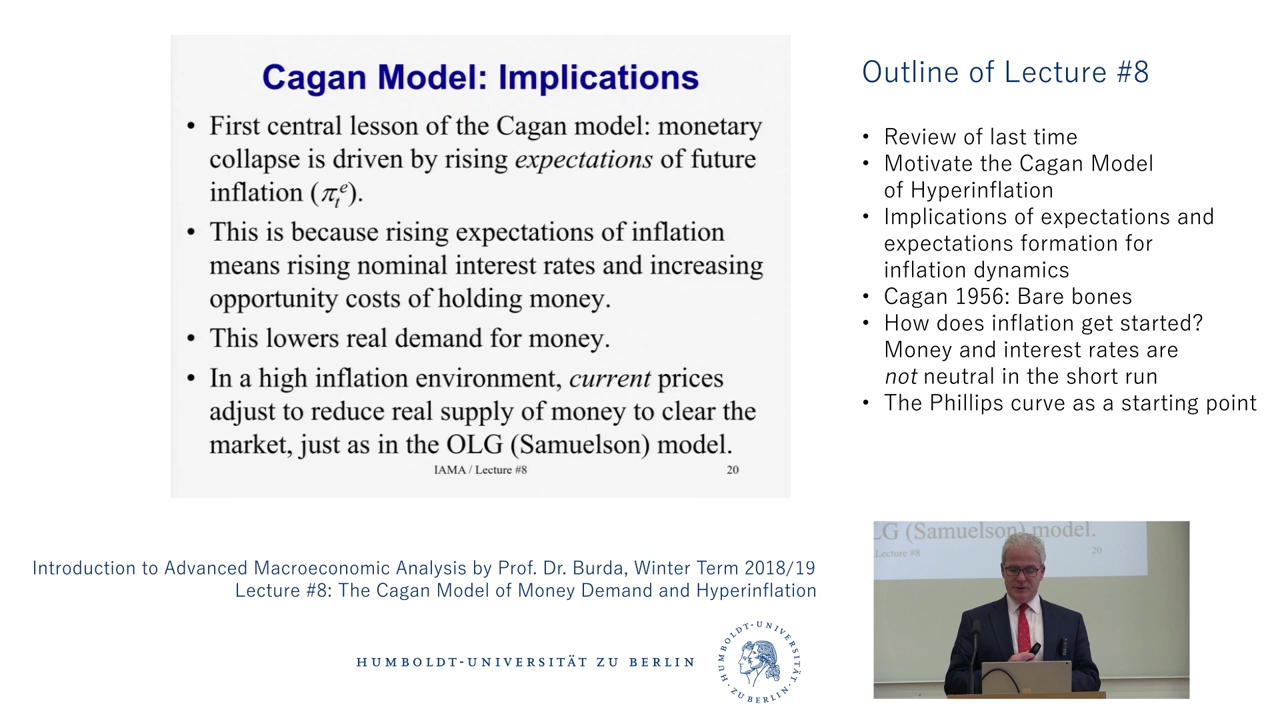 Cagan Model: Implications
• First central lesson of the Cagan model: monetary
collapse is driven by rising expectations of future
inflation (πₜᵉ).
• This is because rising expectations of inflation
means rising nominal interest rates and increasing
opportunity costs of holding money.
• This lowers real demand for money.
• In a high inflation environment, current prices
adjust to reduce real supply of money to clear the
market, just as in the OLG (Samuelson) model.
IAMA / Lecture #8
20
Outline of Lecture #8
• Review of last time
• Motivate the Cagan Model
of Hyperinflation
• Implications of expectations and
expectations formation for
inflation dynamics
• Cagan 1956: Bare bones
• How does inflation get started?
Money and interest rates are
not neutral in the short run
• The Phillips curve as a starting point
LG (Samuelson) model.
Lecture #8
20
Introduction to Advanced Macroeconomic Analysis by Prof. Dr. Burda, Winter Term 2018/19
Lecture #8: The Cagan Model of Money Demand and Hyperinflation
HUMBOLDT-UNIVERSITÄT ZU BERLIN
HUMBOLDT-UNIVERSITÄT ZU BERLIN